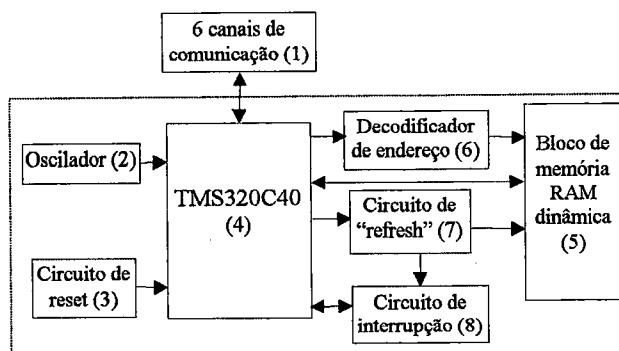 6 canais de
comunicação (1)
Oscilador (2)
TMS320C40
(4)
Decodificador
de endereço (6)
Bloco de
memória
RAM
dinâmica
(5)
Circuito de
"refresh" (7)
Circuito de
reset (3)
Circuito de
interrupção (8)